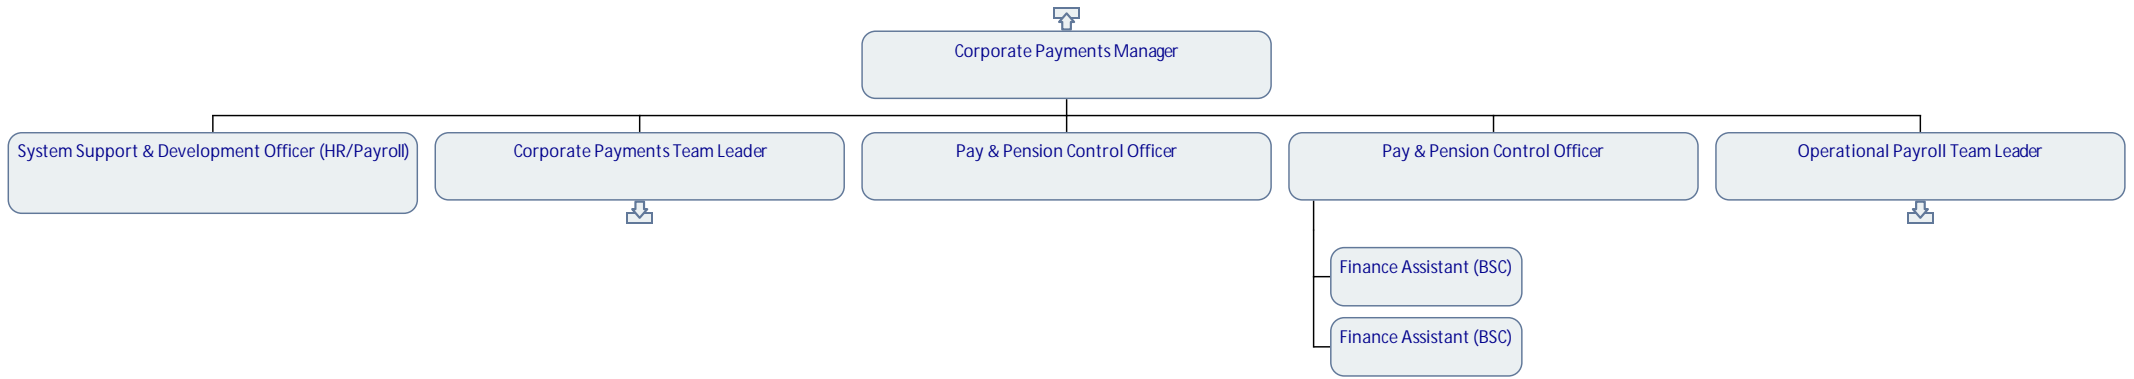 Corporate Payments Manager
System Support & Development Officer (HR/Payroll)
Corporate Payments Team Leader
Pay & Pension Control Officer
Pay & Pension Control Officer
Operational Payroll Team Leader
Finance Assistant (BSC)
Finance Assistant (BSC)